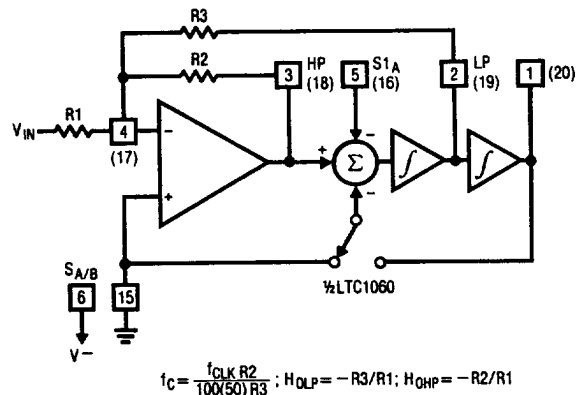 R3
R2
HP
3
(18)
S1A
5
(16)
LP
2
(19)
1
(20)
VIN
R1
4
(17)
−
+
+
Σ
−
−
∫
∫
SA/B
6
V−
15
½LTC1060
fC = fCLK R2 / 100(50) R3 ; HOLP = −R3/R1; HOHP = −R2/R1